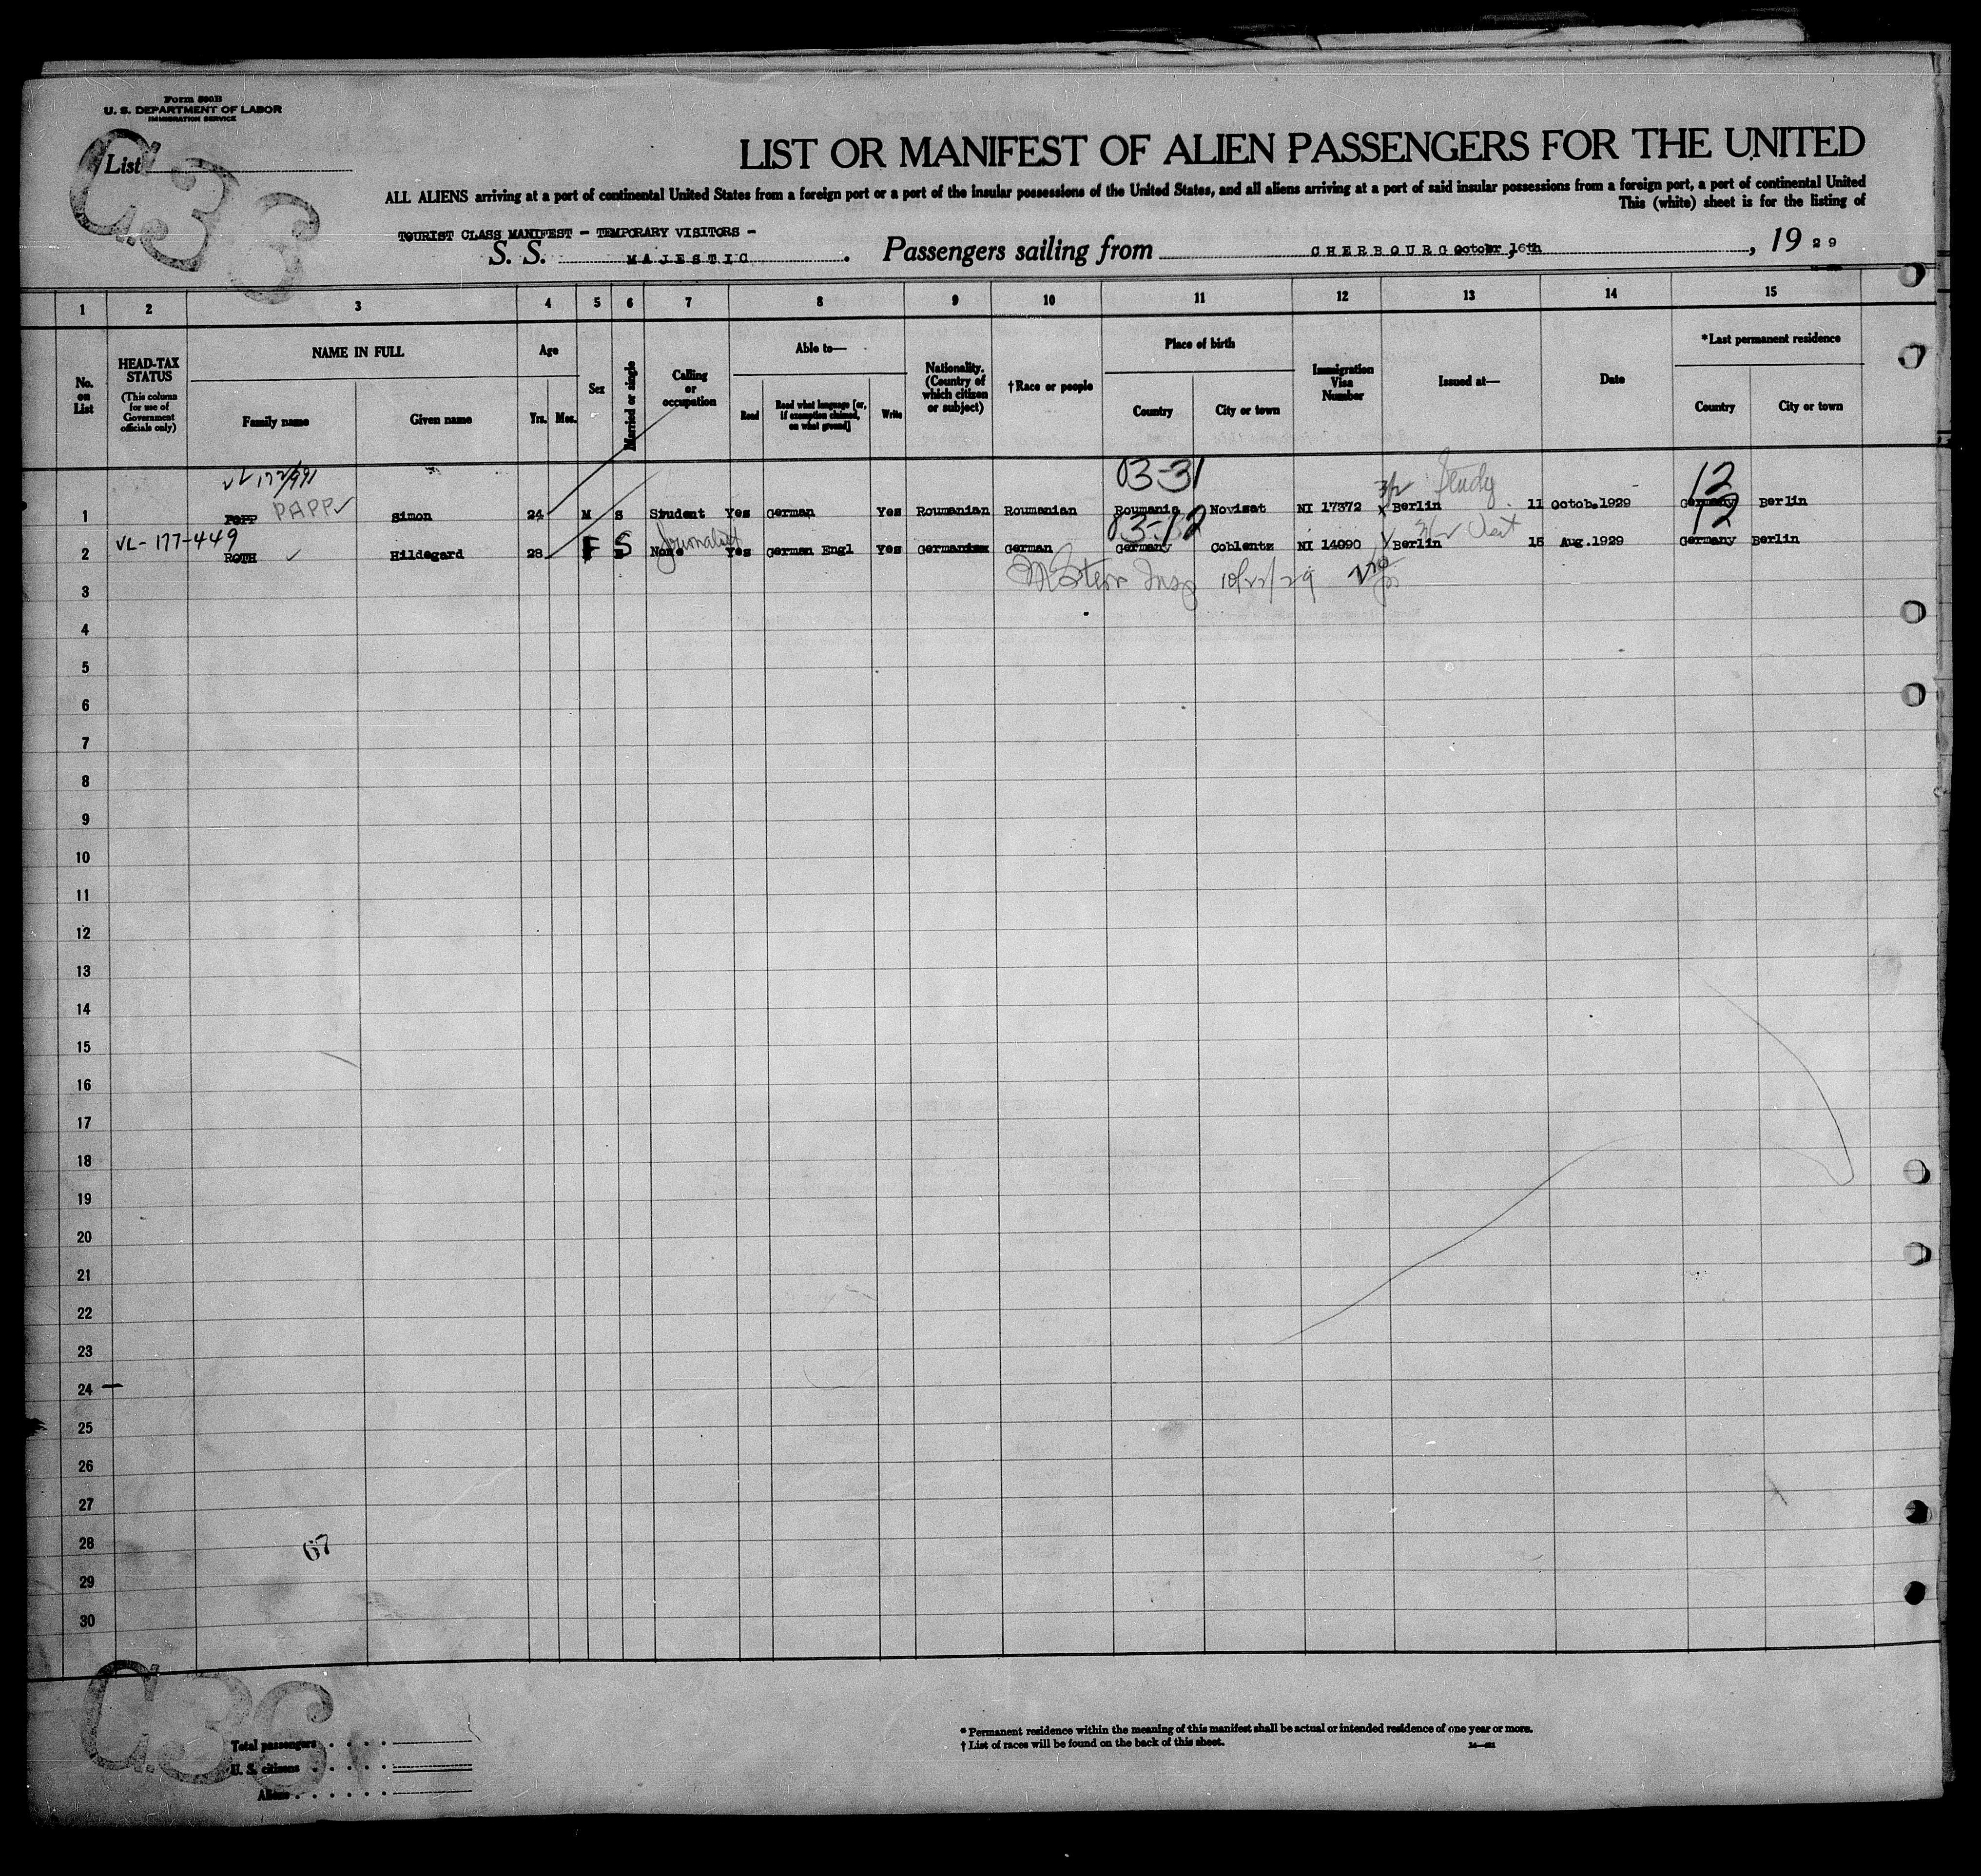 Form 500B
U. S. DEPARTMENT OF LABOR
IMMIGRATION SERVICE
List
LIST OR MANIFEST OF ALIEN PASSENGERS FOR THE UNITED
ALL ALIENS arriving at a port of continental United States from a foreign port or a port of the insular possessions of the United States, and all aliens arriving at a port of said insular possessions from a foreign port, a port of continental United
This (white) sheet is for the listing of
TOURIST CLASS MANIFEST - TEMPORARY VISITORS -
S. S. MAJESTIC. Passengers sailing from CHERBOURG October 16th, 1929
1 2 3 4 5 6 7 8 9 10 11 12 13 14 15
No. on List
HEAD-TAX STATUS
(This column for use of Government officials only)
NAME IN FULL
Family name
Given name
Age
Yrs. Mos.
Sex
Married or single
Calling or occupation
Able to—
Read
Read what language [or, if exemption claimed, on what ground]
Write
Nationality. (Country of which citizen or subject)
†Race or people
Place of birth
Country
City or town
Immigration Visa Number
Issued at—
Date
*Last permanent residence
Country
City or town
VL 172/991 03-31 3/2 Study 12
1 POPP PAPP Simon 24 M S Student Yes German Yes Roumanian Roumanian Roumania Novisat NI 17372 x Berlin 11 Octob.1929 Germany Berlin
VL-177-449 Journalist 83-12 3/2 12
2 ROTH Hildegard 28 F S None Yes German Engl Yes German German Germany Coblentz NI 14090 Berlin 15 Aug.1929 Germany Berlin
Stern Insp 10/22/29
3
4
5
6
7
8
9
10
11
12
13
14
15
16
17
18
19
20
21
22
23
24
25
26
27
28
67
29
30
C.36
Total passengers
U. S. citizens
Aliens
* Permanent residence within the meaning of this manifest shall be actual or intended residence of one year or more.
† List of races will be found on the back of this sheet.